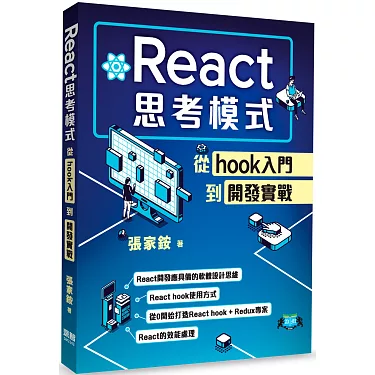 React
思考模式
從 hook入門
到 開發實戰
張家銨 著
React開發應具備的軟體設計思維
React hook使用方式
從0開始打造React hook + Redux專案
React的效能處理
React思考模式 從 hook入門 到 開發實戰 張家銨 著